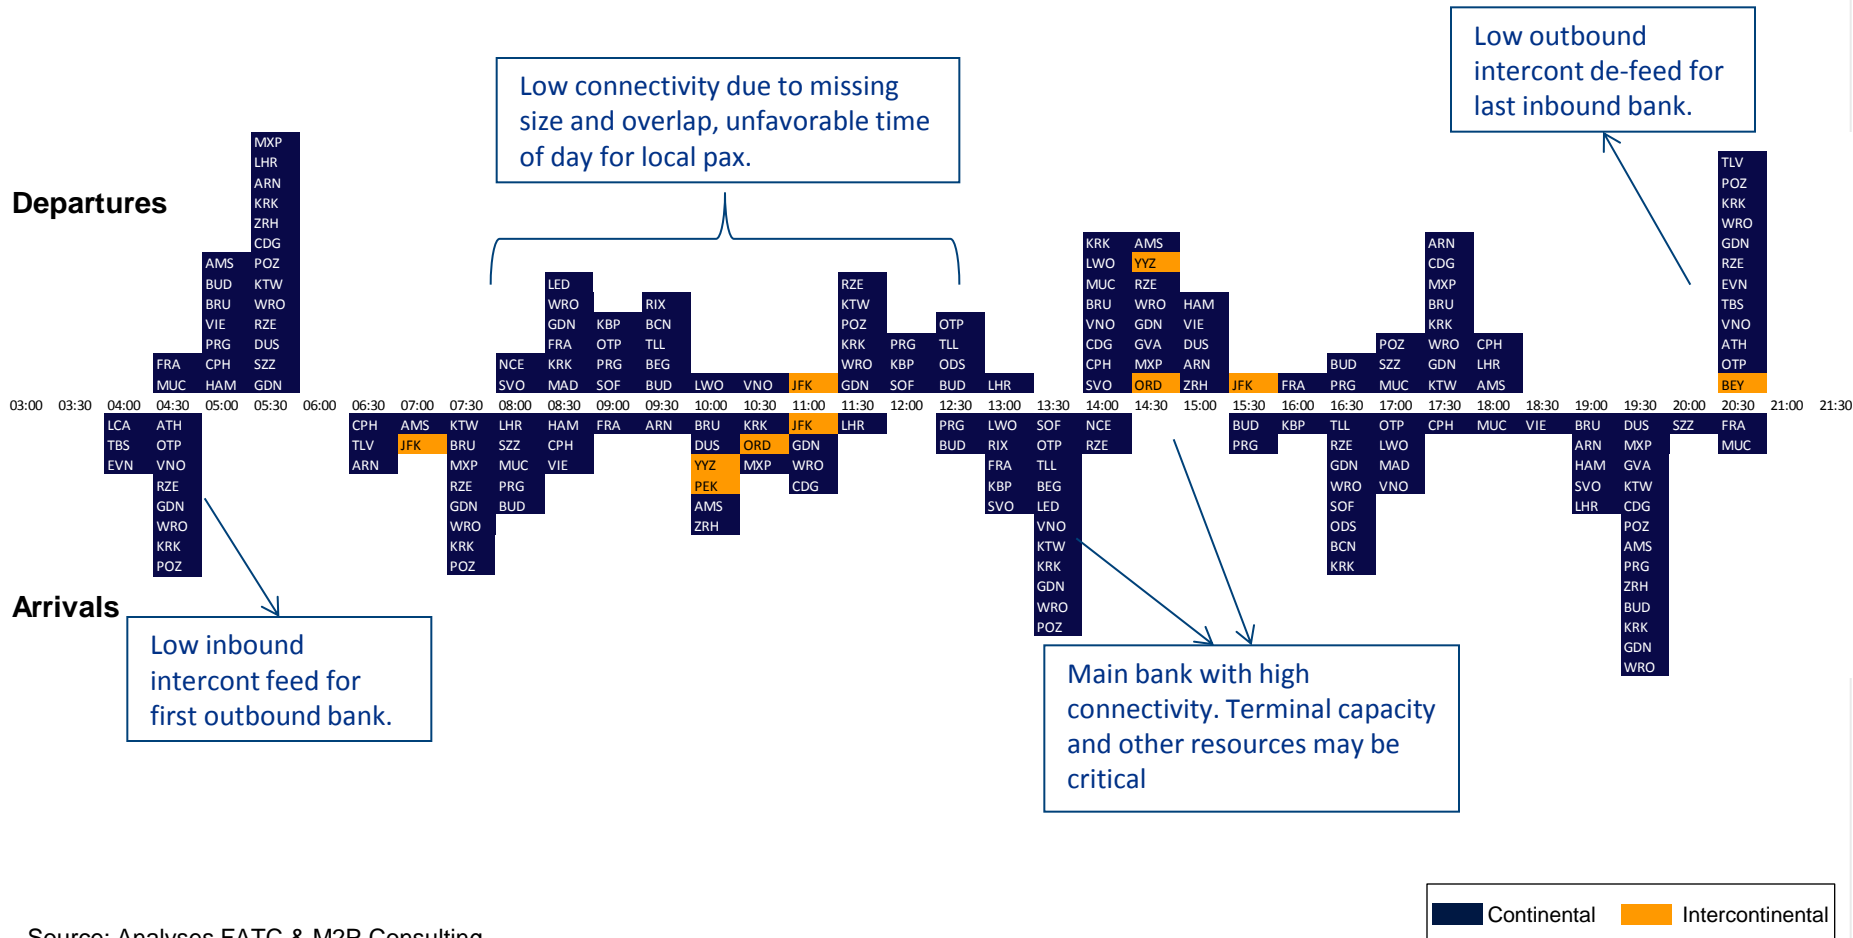 Low outbound
intercont de-feed for
last inbound bank.
Low connectivity due to missing
size and overlap, unfavorable time
of day for local pax.
Departures
MXP
LHR
ARN TLV
KRK POZ
ZRH KRK
CDG WRO
KRK AMS ARN GDN
AMS POZ LWO YYZ CDG RZE
BUD KTW LED RZE MUC RZE MXP EVN
BRU WRO WRO RIX KTW BRU WRO HAM BRU TBS
VIE RZE GDN KBP BCN POZ OTP VNO GDN VIE KRK VNO
PRG DUS FRA OTP TLL KRK PRG TLL CDG GVA DUS POZ WRO CPH ATH
FRA CPH SZZ NCE KRK PRG BEG WRO KBP ODS CPH MXP ARN BUD SZZ GDN LHR OTP
MUC HAM GDN SVO MAD SOF BUD LWO VNO JFK GDN SOF BUD LHR SVO ORD ZRH JFK FRA PRG MUC KTW AMS BEY
03:00 03:30 04:00 04:30 05:00 05:30 06:00 06:30 07:00 07:30 08:00 08:30 09:00 09:30 10:00 10:30 11:00 11:30 12:00 12:30 13:00 13:30 14:00 14:30 15:00 15:30 16:00 16:30 17:00 17:30 18:00 18:30 19:00 19:30 20:00 20:30 21:00 21:30
LCA ATH CPH AMS KTW LHR HAM FRA ARN BRU KRK JFK LHR PRG LWO SOF NCE BUD KBP TLL OTP CPH MUC VIE BRU DUS SZZ FRA
TBS OTP TLV JFK BRU SZZ CPH DUS ORD GDN BUD RIX OTP RZE PRG RZE LWO ARN MXP MUC
EVN VNO ARN MXP MUC VIE YYZ MXP WRO FRA TLL GDN MAD HAM GVA
RZE RZE PRG PEK CDG KBP BEG WRO VNO SVO KTW
GDN GDN BUD AMS SVO LED SOF LHR CDG
WRO WRO ZRH VNO ODS POZ
KRK KRK KTW BCN AMS
POZ POZ KRK KRK PRG
GDN ZRH
WRO BUD
POZ KRK
GDN
WRO
Arrivals
Low inbound
intercont feed for
first outbound bank.
Main bank with high
connectivity. Terminal capacity
and other resources may be
critical
Continental Intercontinental
Source: Analyses FATC & M2P Consulting